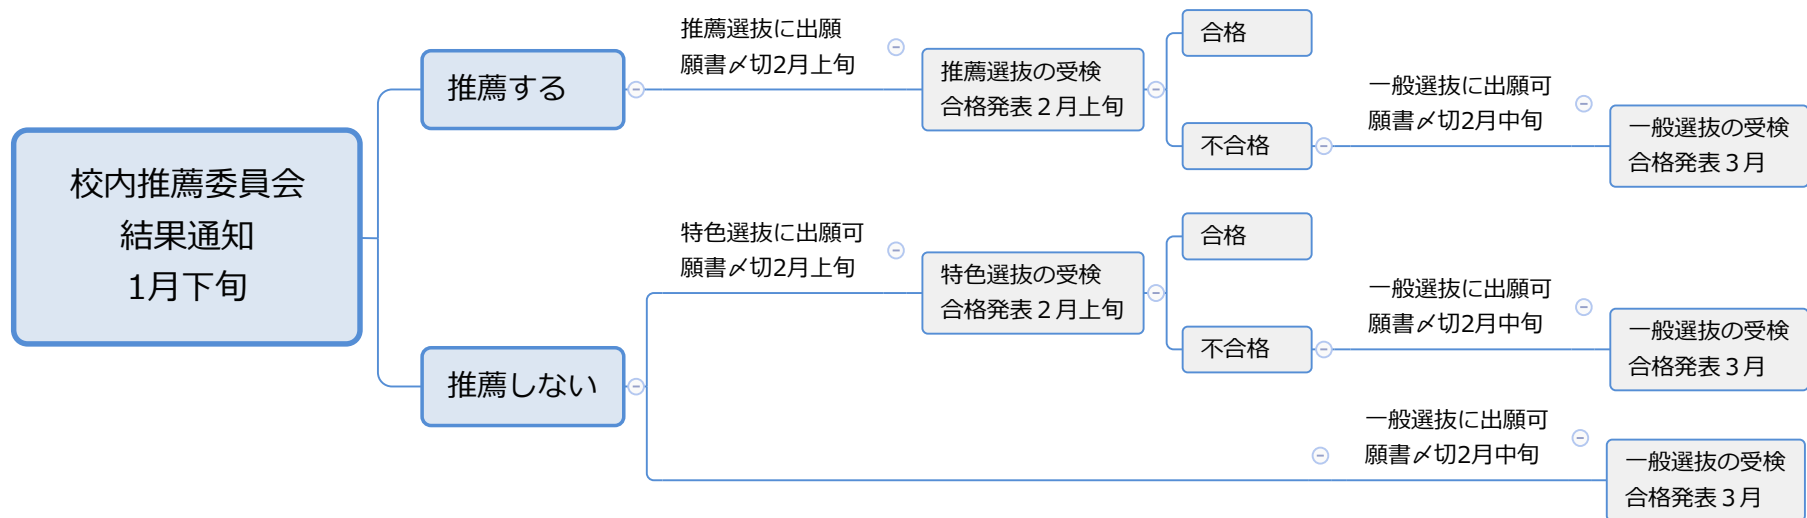 校内推薦委員会
結果通知
1月下旬
推薦する
推薦選抜に出願
願書〆切2月上旬
推薦選抜の受検
合格発表２月上旬
合格
不合格
一般選抜に出願可
願書〆切2月中旬
一般選抜の受検
合格発表３月
推薦しない
特色選抜に出願可
願書〆切2月上旬
特色選抜の受検
合格発表２月上旬
合格
不合格
一般選抜に出願可
願書〆切2月中旬
一般選抜の受検
合格発表３月
一般選抜に出願可
願書〆切2月中旬
一般選抜の受検
合格発表３月